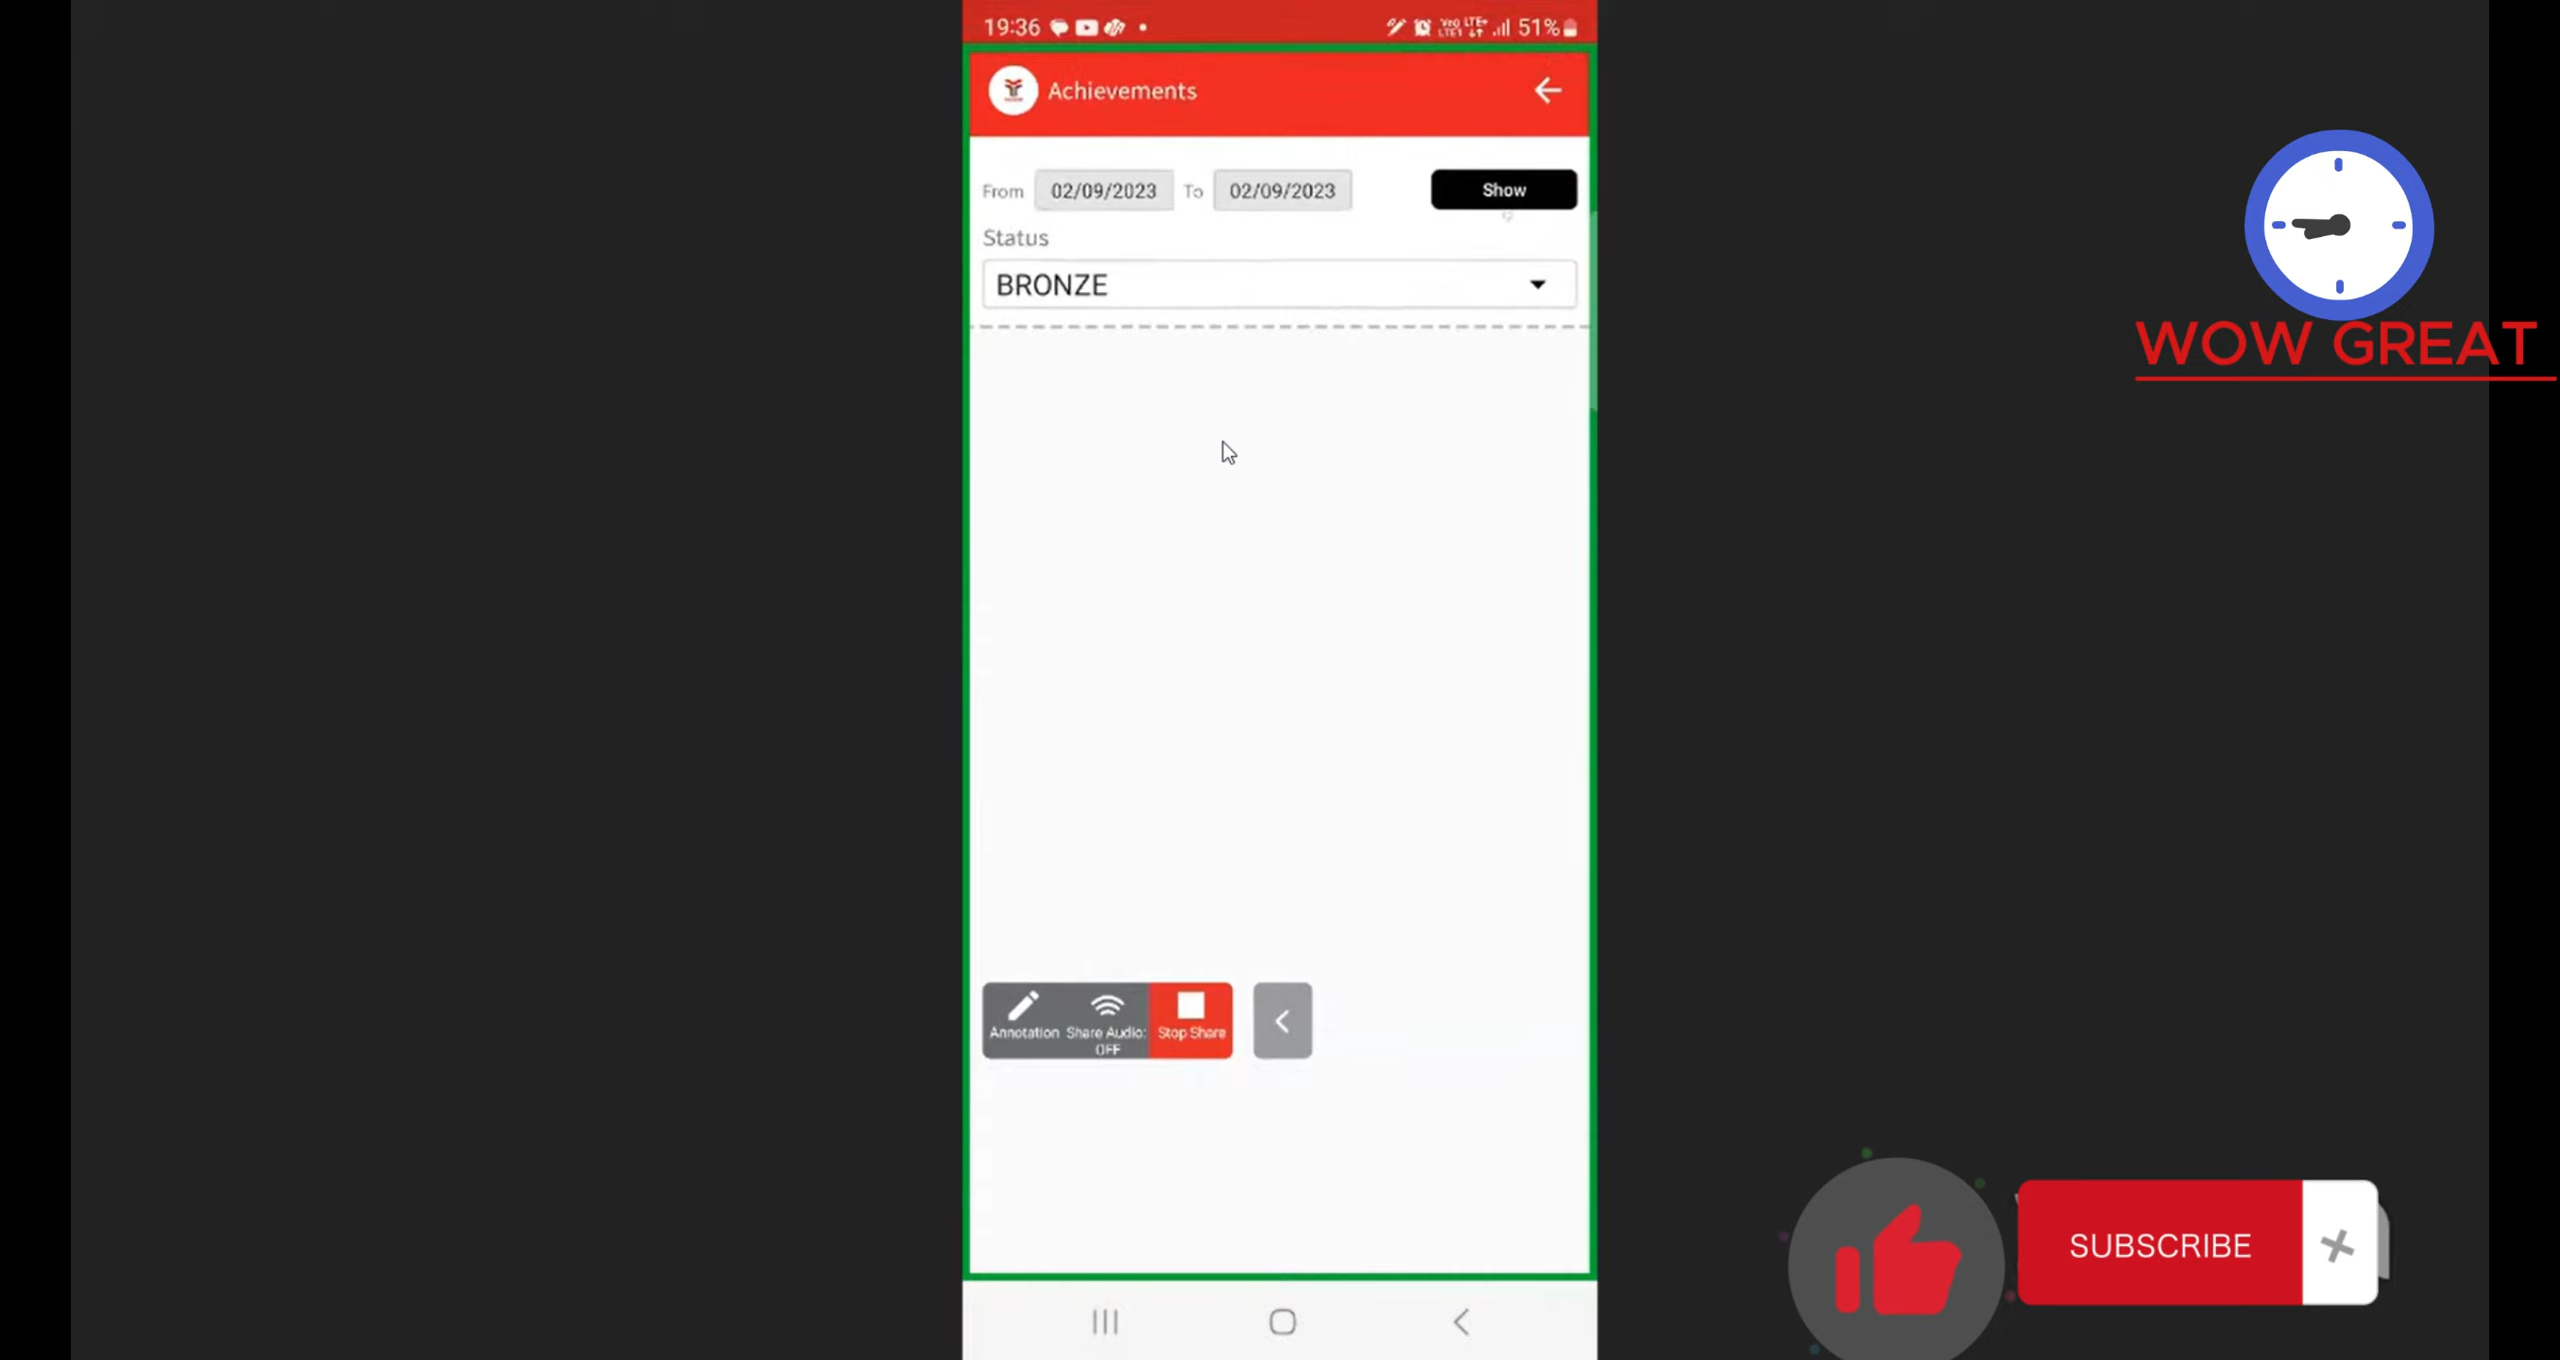 19:36
51%
Achievements
From 02/09/2023 To 02/09/2023 Show
Status
BRONZE
WOW GREAT
Annotation Share Audio: OFF Stop Share
SUBSCRIBE